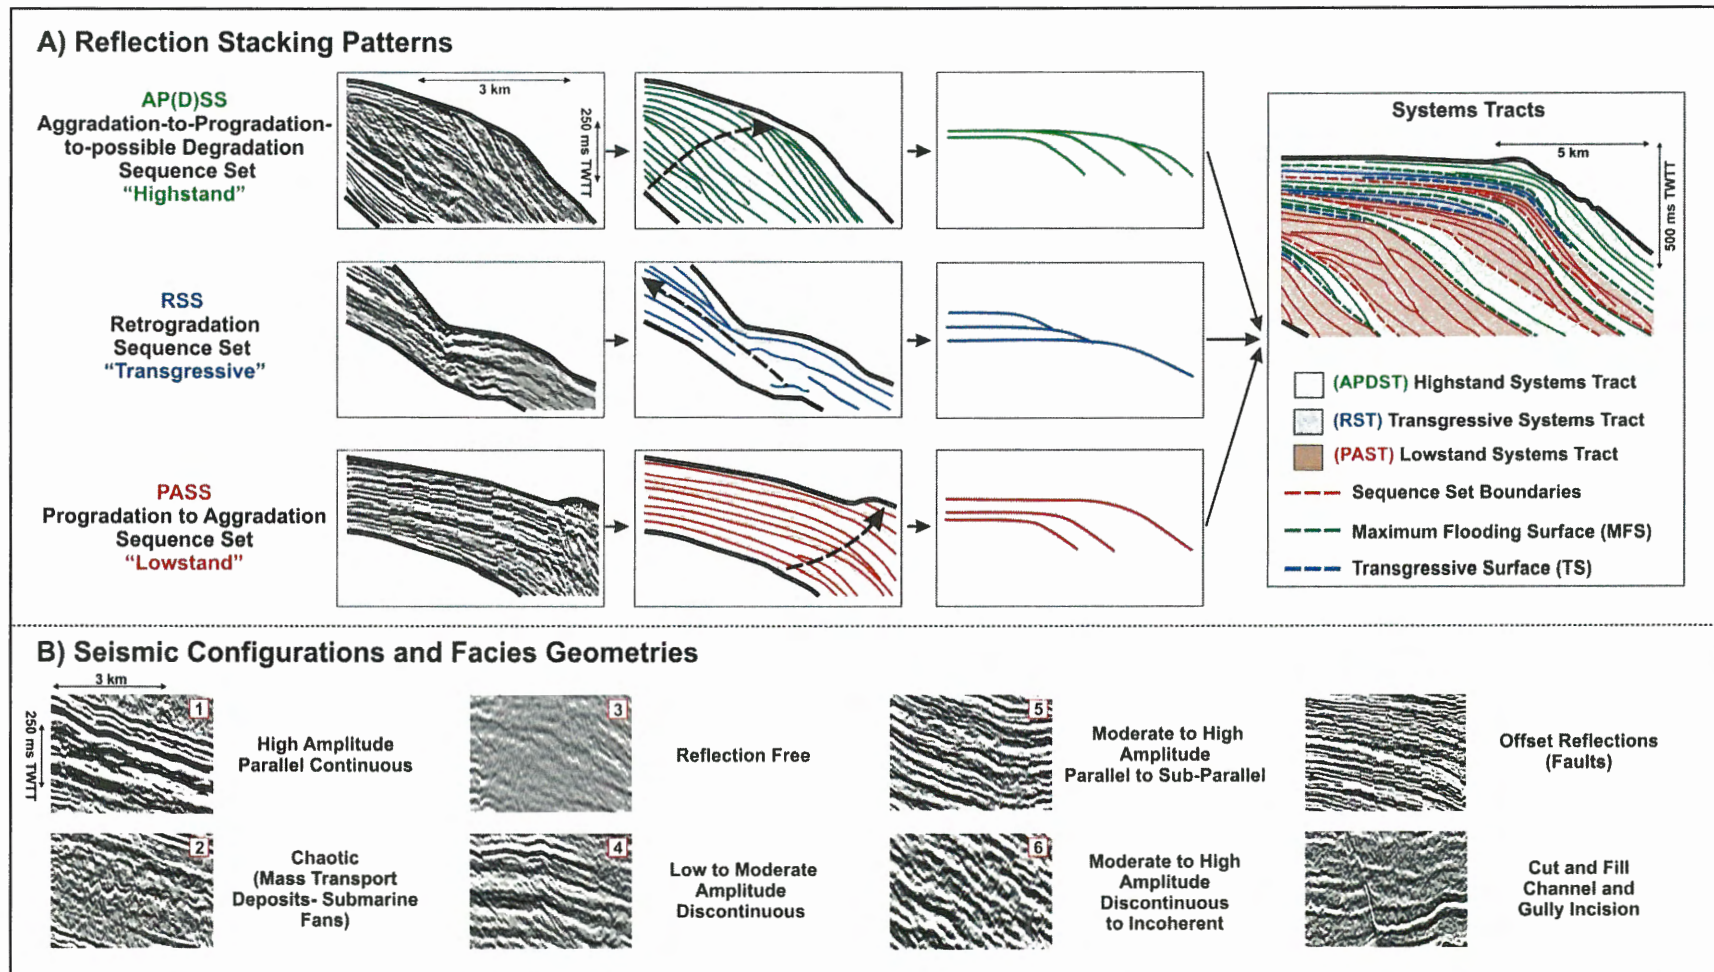 A) Reflection Stacking Patterns
AP(D)SS
Aggradation-to-Progradation-
to-possible Degradation
Sequence Set
“Highstand”
3 km
250 ms TWTT
RSS
Retrogradation
Sequence Set
“Transgressive”
PASS
Progradation to Aggradation
Sequence Set
“Lowstand”
Systems Tracts
5 km
500 ms TWTT
(APDST) Highstand Systems Tract
(RST) Transgressive Systems Tract
(PAST) Lowstand Systems Tract
Sequence Set Boundaries
Maximum Flooding Surface (MFS)
Transgressive Surface (TS)
B) Seismic Configurations and Facies Geometries
3 km
250 ms TWTT
1
High Amplitude
Parallel Continuous
3
Reflection Free
5
Moderate to High
Amplitude
Parallel to Sub-Parallel
Offset Reflections
(Faults)
2
Chaotic
(Mass Transport
Deposits- Submarine
Fans)
4
Low to Moderate
Amplitude
Discontinuous
6
Moderate to High
Amplitude
Discontinuous
to Incoherent
Cut and Fill
Channel and
Gully Incision